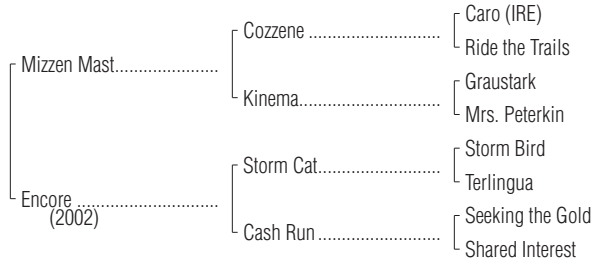 Caro (IRE)
Cozzene
Ride the Trails
Mizzen Mast
Graustark
Kinema
Mrs. Peterkin
Storm Bird
Storm Cat
Terlingua
Encore
(2002)
Seeking the Gold
Cash Run
Shared Interest